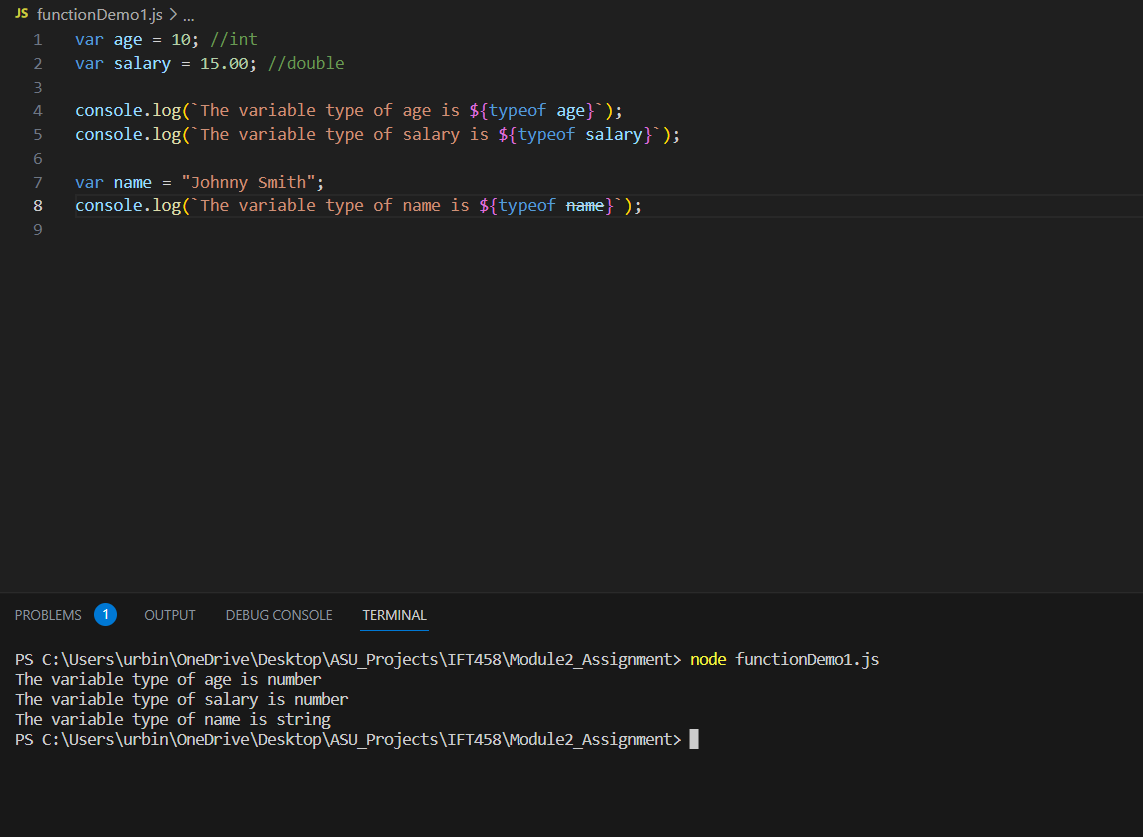 JS functionDemo1.js > ...
1 var age = 10; //int
2 var salary = 15.00; //double
3
4 console.log(`The variable type of age is ${typeof age}`);
5 console.log(`The variable type of salary is ${typeof salary}`);
6
7 var name = "Johnny Smith";
8 console.log(`The variable type of name is ${typeof name}`);
9
PROBLEMS 1 OUTPUT DEBUG CONSOLE TERMINAL
PS C:\Users\urbin\OneDrive\Desktop\ASU_Projects\IFT458\Module2_Assignment> node functionDemo1.js
The variable type of age is number
The variable type of salary is number
The variable type of name is string
PS C:\Users\urbin\OneDrive\Desktop\ASU_Projects\IFT458\Module2_Assignment>